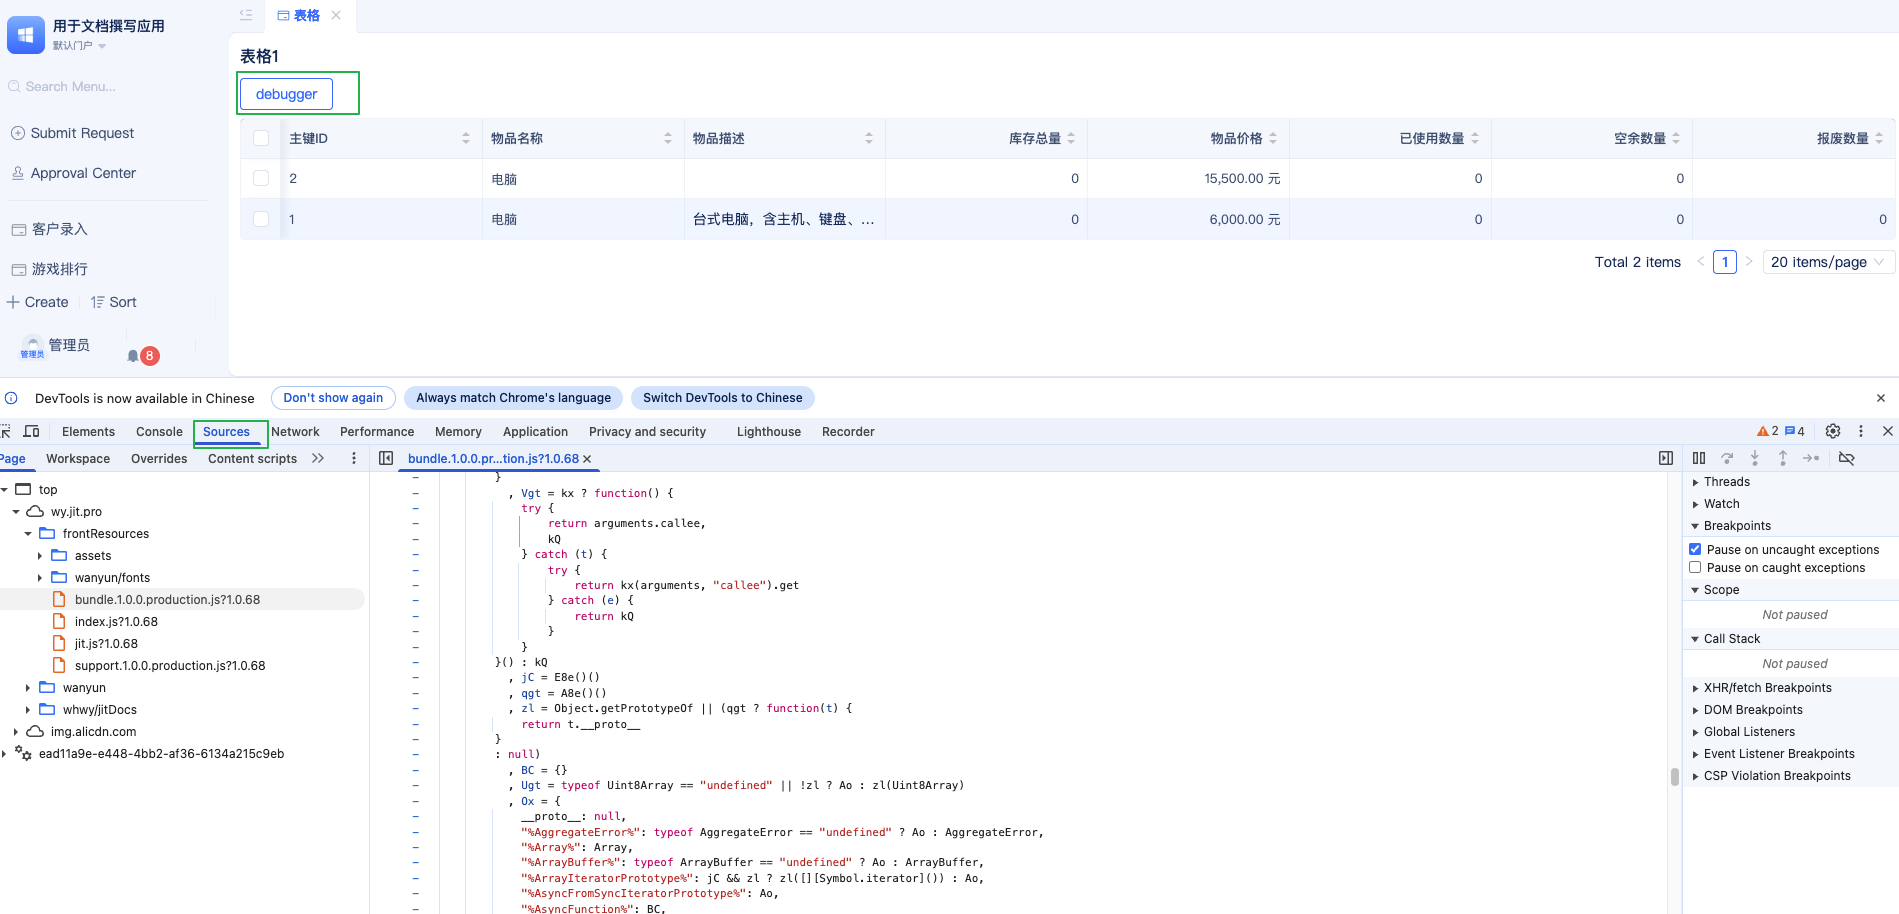 用于文档撰写应用
默认门户
Search Menu...
Submit Request
Approval Center
客户录入
游戏排行
Create
Sort
管理员
管理员
8
表格
表格1
debugger
主键ID 物品名称 物品描述 库存总量 物品价格 已使用数量 空余数量 报废数量
2 电脑 0 15,500.00 元 0 0
1 电脑 台式电脑，含主机、键盘、... 0 6,000.00 元 0 0 0
Total 2 items 1 20 items/page
DevTools is now available in Chinese Don't show again Always match Chrome's language Switch DevTools to Chinese
Elements Console Sources Network Performance Memory Application Privacy and security Lighthouse Recorder 2 4
Page Workspace Overrides Content scripts
bundle.1.0.0.pr...tion.js?1.0.68
top
wy.jit.pro
frontResources
assets
wanyun/fonts
bundle.1.0.0.production.js?1.0.68
index.js?1.0.68
jit.js?1.0.68
support.1.0.0.production.js?1.0.68
wanyun
whwy/jitDocs
img.alicdn.com
ead11a9e-e448-4bb2-af36-6134a215c9eb
}
, Vgt = kx ? function() {
try {
return arguments.callee,
kQ
} catch (t) {
try {
return kx(arguments, "callee").get
} catch (e) {
return kQ
}
}
}() : kQ
, jC = E8e()()
, qgt = A8e()()
, zl = Object.getPrototypeOf || (qgt ? function(t) {
return t.__proto__
}
: null)
, BC = {}
, Ugt = typeof Uint8Array == "undefined" || !zl ? Ao : zl(Uint8Array)
, Ox = {
__proto__: null,
"%AggregateError%": typeof AggregateError == "undefined" ? Ao : AggregateError,
"%Array%": Array,
"%ArrayBuffer%": typeof ArrayBuffer == "undefined" ? Ao : ArrayBuffer,
"%ArrayIteratorPrototype%": jC && zl ? zl([][Symbol.iterator]()) : Ao,
"%AsyncFromSyncIteratorPrototype%": Ao,
"%AsyncFunction%": BC,
Threads
Watch
Breakpoints
Pause on uncaught exceptions
Pause on caught exceptions
Scope
Not paused
Call Stack
Not paused
XHR/fetch Breakpoints
DOM Breakpoints
Global Listeners
Event Listener Breakpoints
CSP Violation Breakpoints